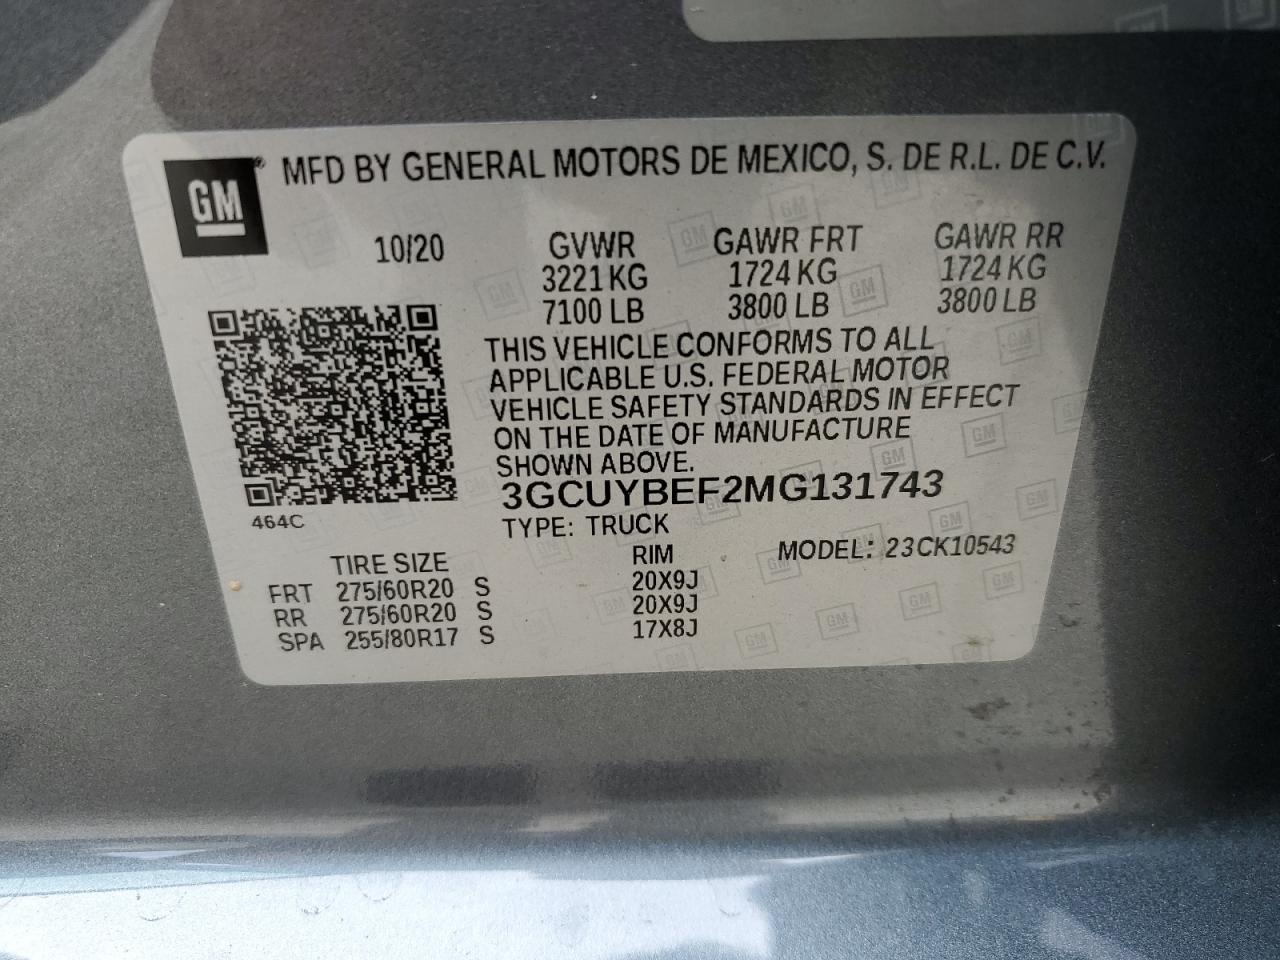 GM® MFD BY GENERAL MOTORS DE MEXICO, S. DE R.L. DE C.V.
10/20 GVWR GAWR FRT GAWR RR
3221 KG 1724 KG 1724 KG
7100 LB 3800 LB 3800 LB
THIS VEHICLE CONFORMS TO ALL
APPLICABLE U.S. FEDERAL MOTOR
VEHICLE SAFETY STANDARDS IN EFFECT
ON THE DATE OF MANUFACTURE
SHOWN ABOVE.
3GCUYBEF2MG131743
464C
TYPE: TRUCK
TIRE SIZE RIM MODEL: 23CK10543
FRT 275/60R20 S 20X9J
RR 275/60R20 S 20X9J
SPA 255/80R17 S 17X8J